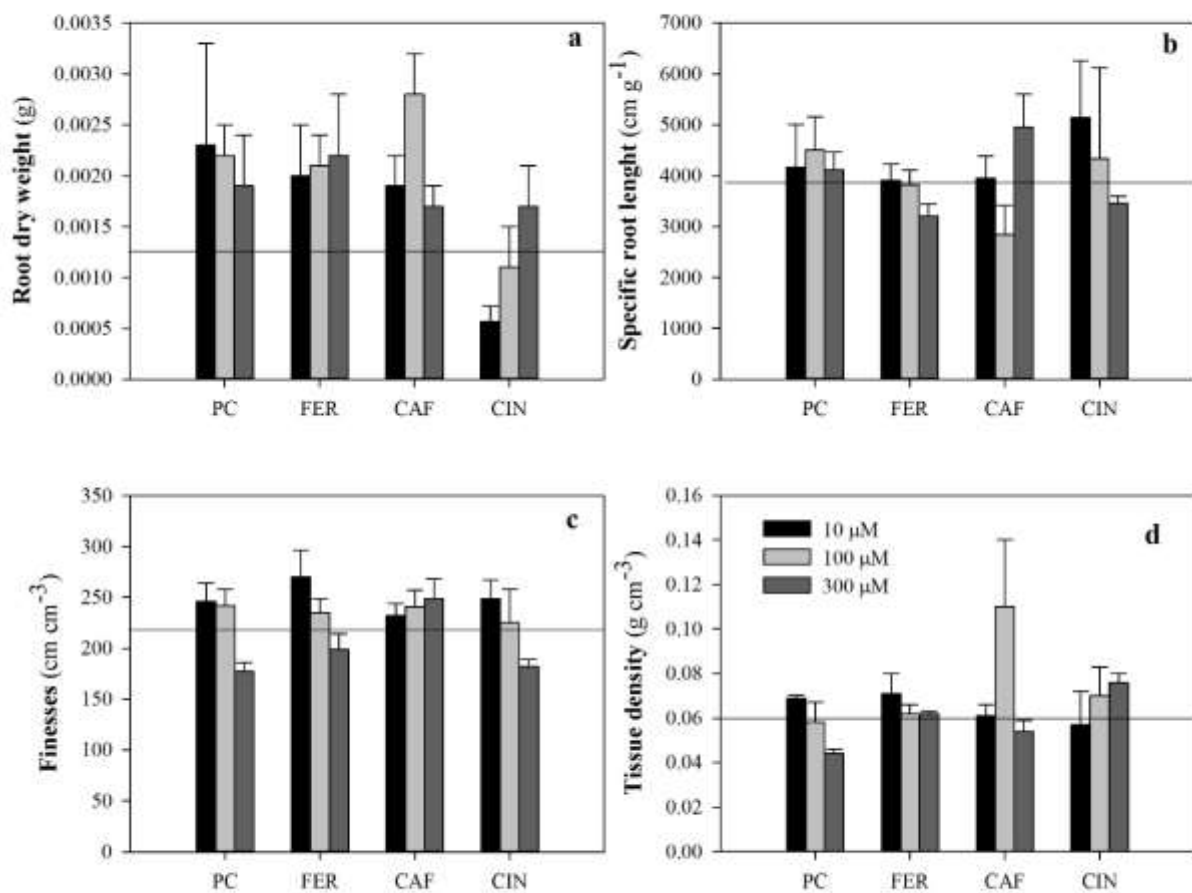 a
Root dry weight (g)
0.0035
0.0030
0.0025
0.0020
0.0015
0.0010
0.0005
0.0000
PC FER CAF CIN
b
Specific root lenght (cm g⁻¹)
7000
6000
5000
4000
3000
2000
1000
0
PC FER CAF CIN
c
Finesses (cm cm⁻³)
350
300
250
200
150
100
50
0
PC FER CAF CIN
d
Tissue density (g cm⁻³)
0.16
0.14
0.12
0.10
0.08
0.06
0.04
0.02
0.00
10 µM
100 µM
300 µM
PC FER CAF CIN